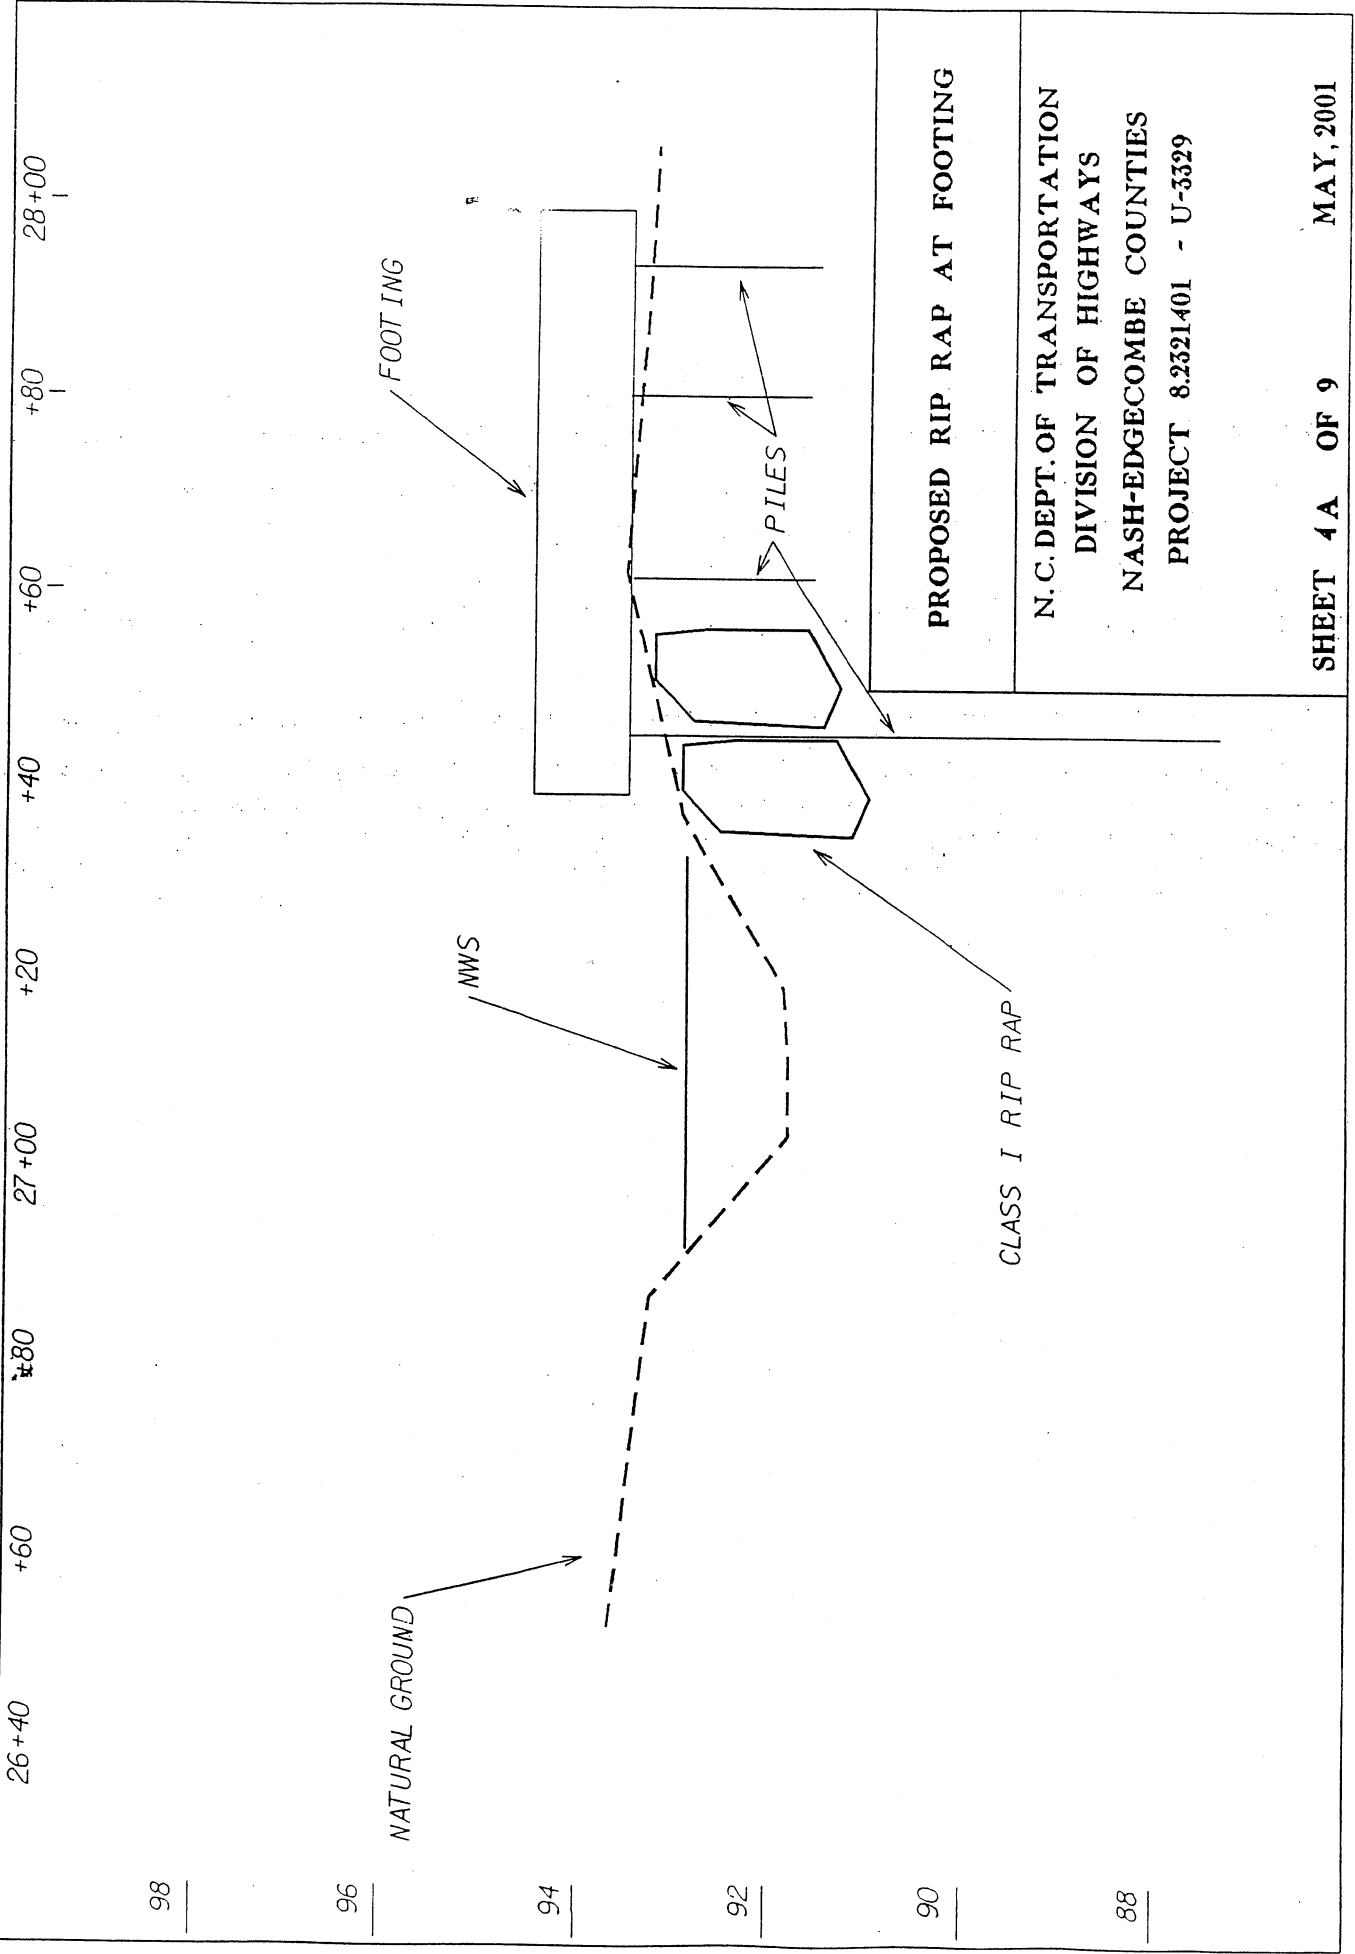 26+40
+60
+80
27+00
+20
+40
+60
+80
28+00
98
96
94
92
90
88
NATURAL GROUND
NWS
FOOTING
PILES
CLASS I RIP RAP
PROPOSED RIP RAP AT FOOTING
N.C. DEPT. OF TRANSPORTATION
DIVISION OF HIGHWAYS
NASH-EDGECOMBE COUNTIES
PROJECT 8.2321401 - U-3329
SHEET 4A OF 9 MAY, 2001